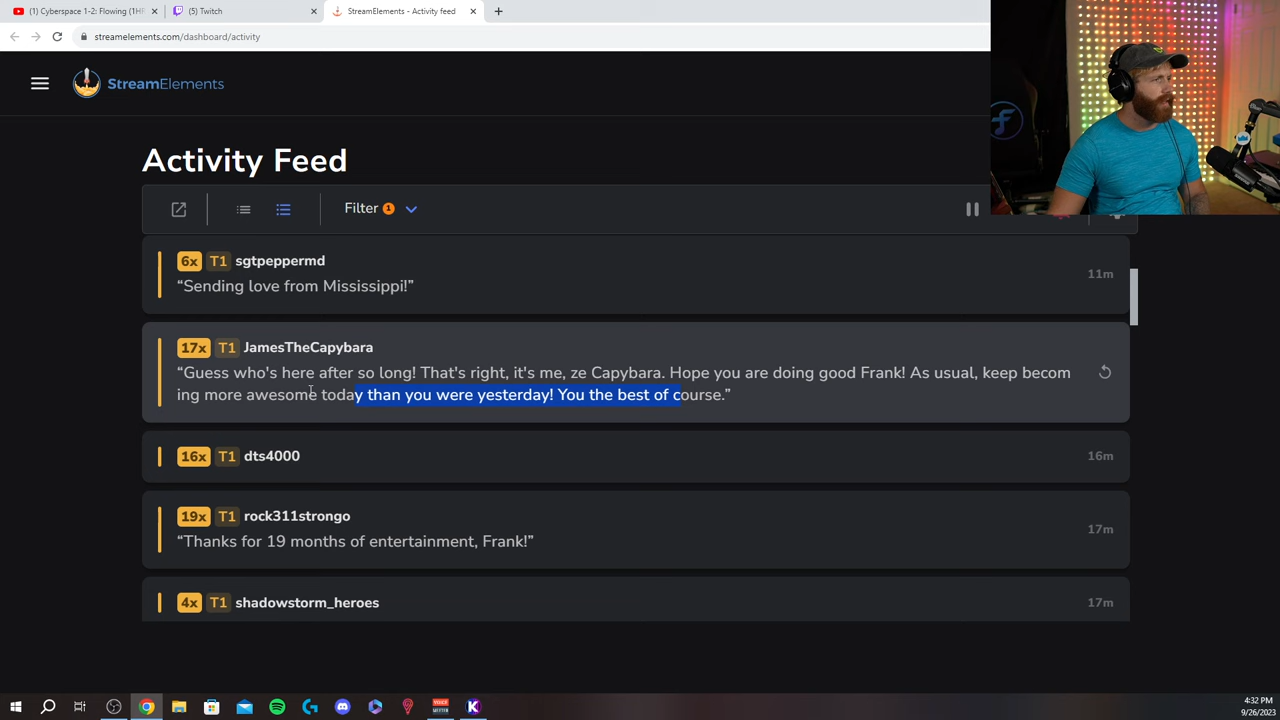 (1) Cyberspace 1-2: Flowing (1HF
(5) Twitch
StreamElements - Activity feed
streamelements.com/dashboard/activity
StreamElements
Activity Feed
Filter 1
6x T1 sgtpeppermd
“Sending love from Mississippi!”
11m
17x T1 JamesTheCapybara
“Guess who's here after so long! That's right, it's me, ze Capybara. Hope you are doing good Frank! As usual, keep becom
ing more awesome today than you were yesterday! You the best of course.”
16x T1 dts4000
16m
19x T1 rock311strongo
“Thanks for 19 months of entertainment, Frank!”
17m
4x T1 shadowstorm_heroes
17m
4:32 PM
9/26/2023